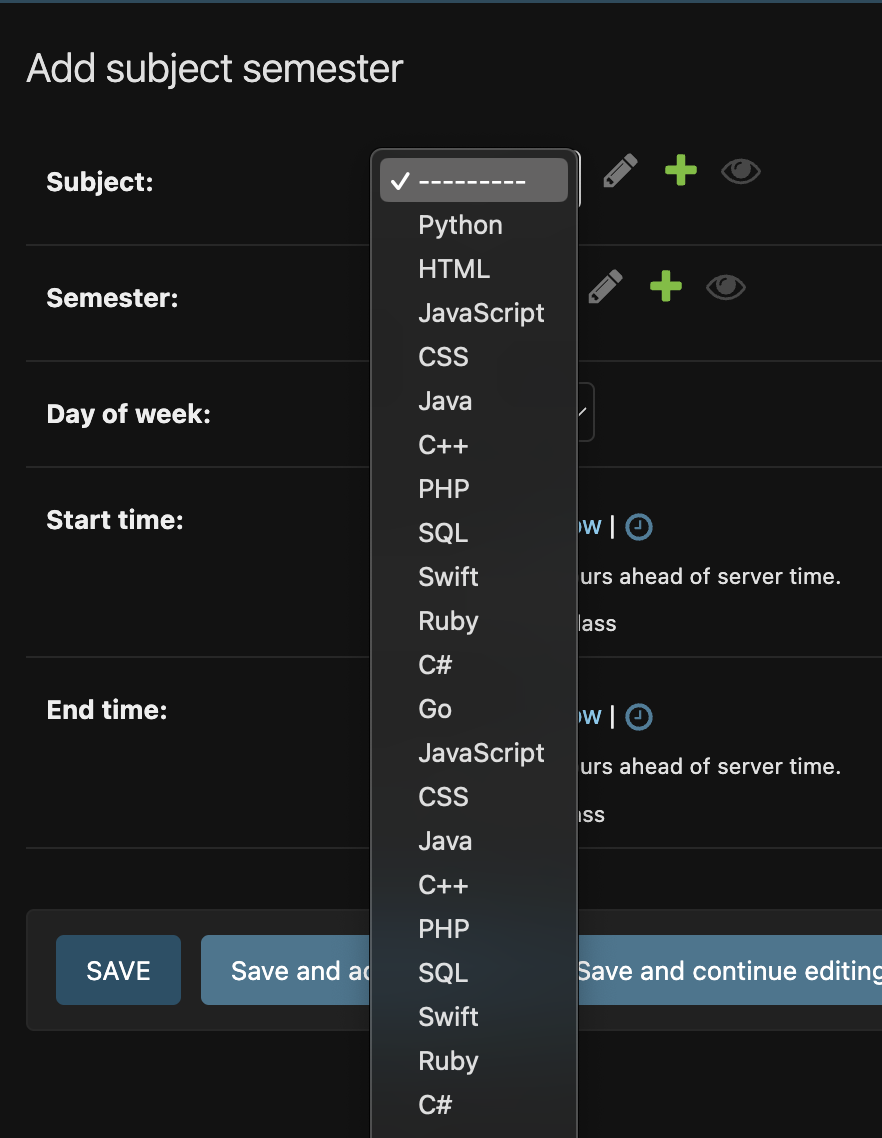 Add subject semester
Subject:
---------
Python
HTML
Semester:
JavaScript
CSS
Java
Day of week:
C++
PHP
Start time:
ow |
SQL
Swift
urs ahead of server time.
Ruby
lass
C#
Go
End time:
ow |
JavaScript
urs ahead of server time.
CSS
ass
Java
C++
PHP
SAVE
Save and ad
SQL
Save and continue editing
Swift
Ruby
C#